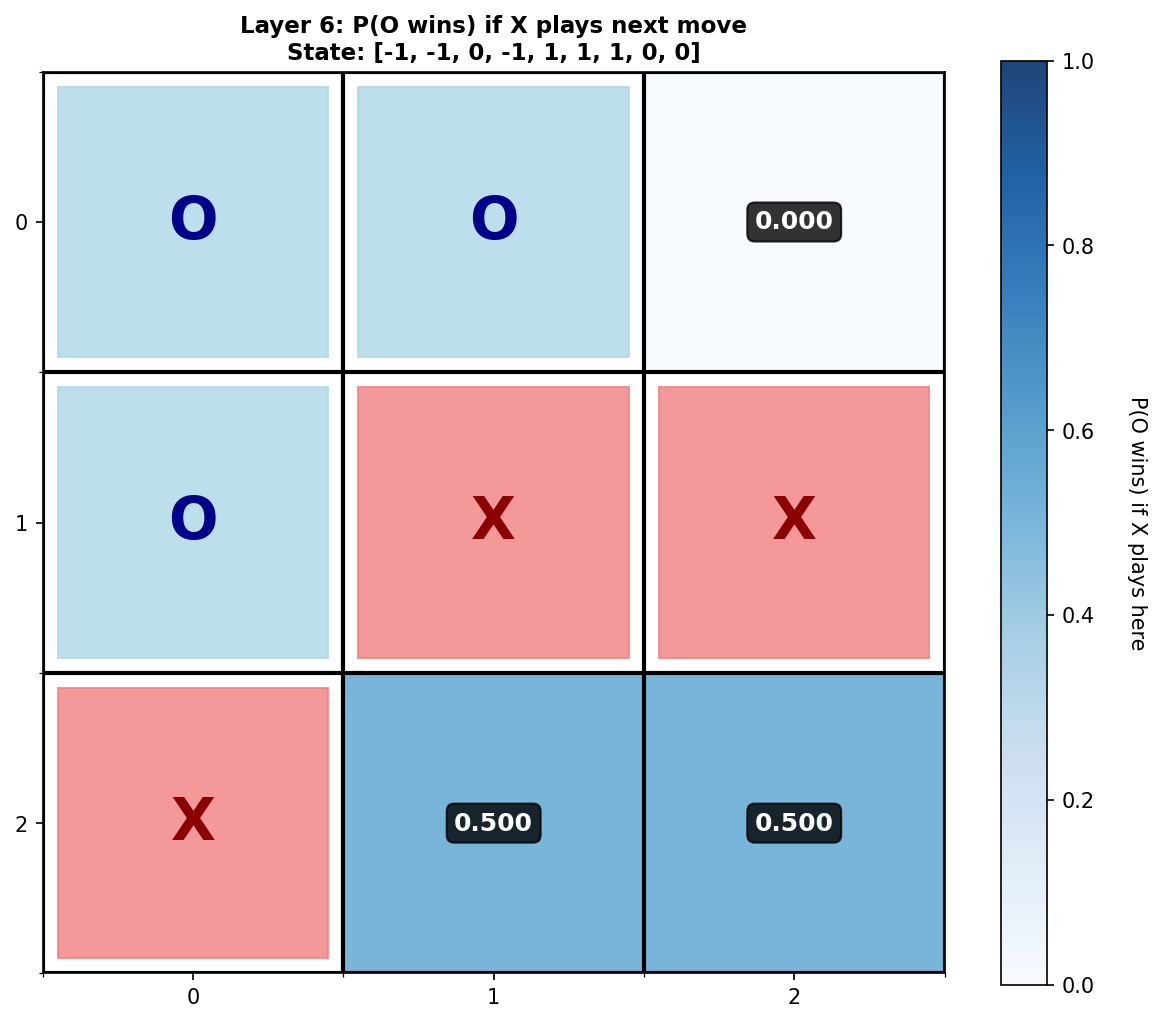 Layer 6: P(O wins) if X plays next move
State: [-1, -1, 0, -1, 1, 1, 1, 0, 0]
0
O
O
0.000
1
O
X
X
2
X
0.500
0.500
0
1
2
1.0
0.8
0.6
0.4
0.2
0.0
P(O wins) if X plays here